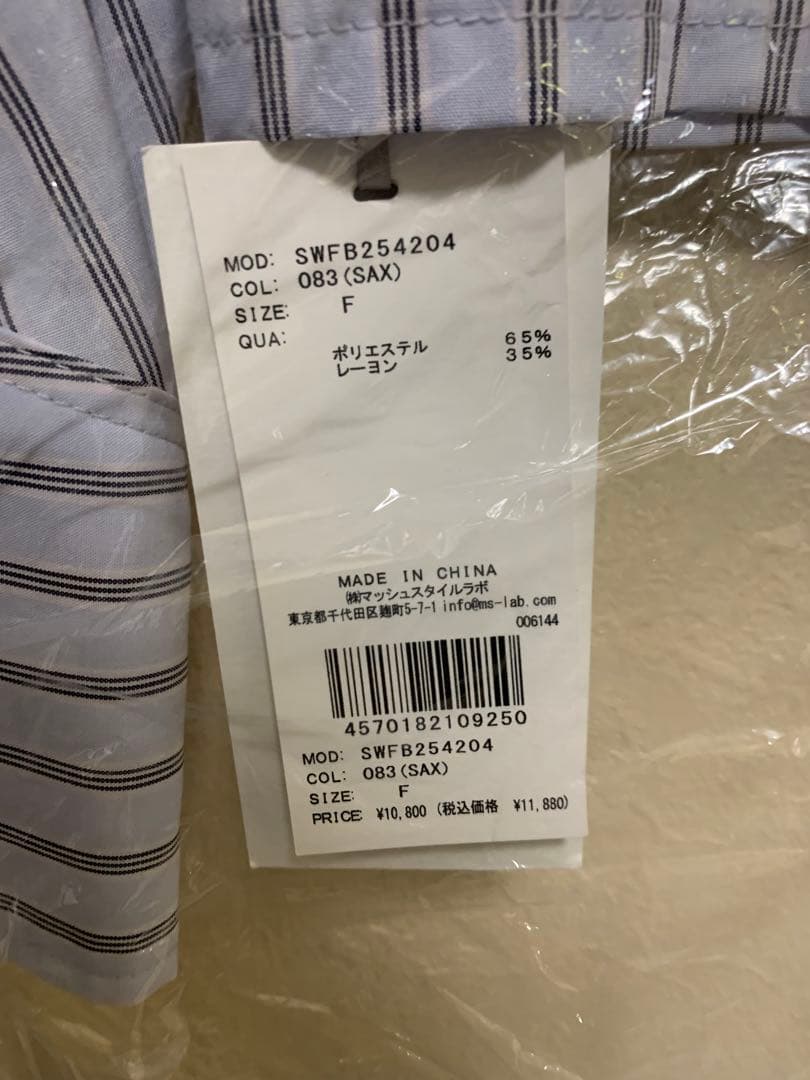 MOD: SWFB254204
COL: 083(SAX)
SIZE: F
QUA:
ポリエステル 65%
レーヨン 35%
MADE IN CHINA
㈱マッシュスタイルラボ
東京都千代田区麹町5-7-1 info@ms-lab.com
006144
4570182109250
MOD: SWFB254204
COL: 083(SAX)
SIZE: F
PRICE: ¥10,800 (税込価格 ¥11,880)